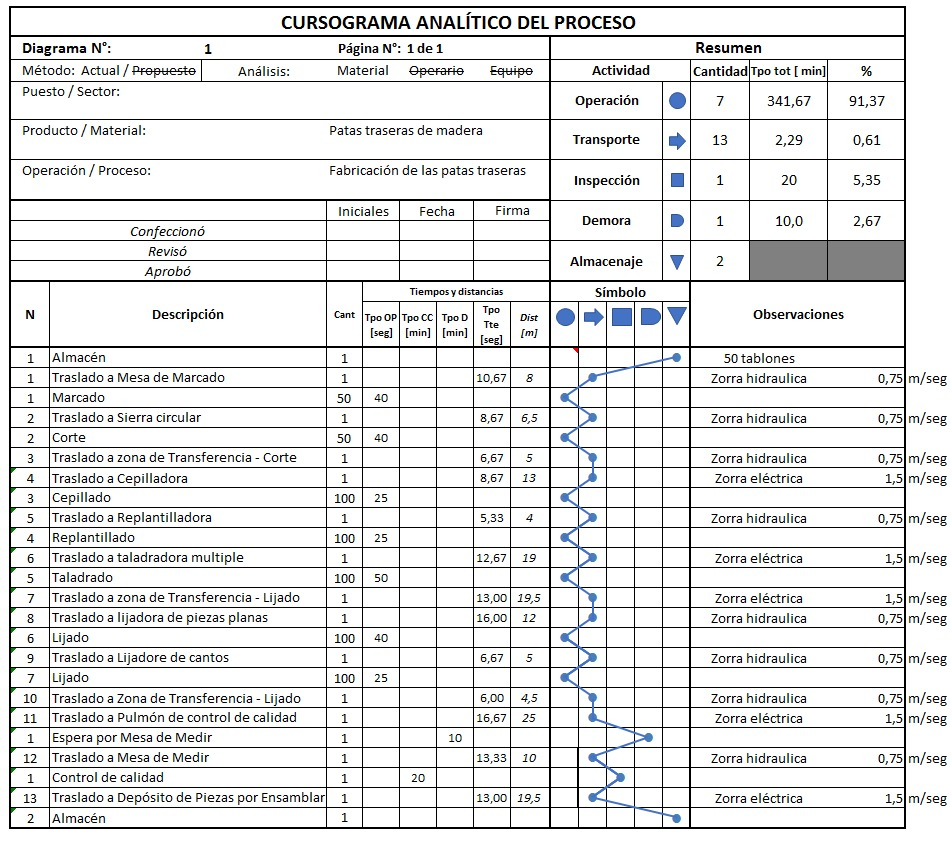 CURSOGRAMA ANALÍTICO DEL PROCESO
Diagrama N°: 1 Página N°: 1 de 1 Resumen
Método: Actual / Propuesto Análisis: Material Operario Equipo Actividad Cantidad Tpo tot [ min] %
Puesto / Sector:
Operación 7 341,67 91,37
Producto / Material: Patas traseras de madera
Transporte 13 2,29 0,61
Operación / Proceso: Fabricación de las patas traseras
Inspección 1 20 5,35
Iniciales Fecha Firma
Demora 1 10,0 2,67
Confeccionó
Revisó
Almacenaje 2
Aprobó
N Descripción Cant Tiempos y distancias Símbolo Observaciones
Tpo OP [seg] Tpo CC [min] Tpo D [min] Tpo Tte [seg] Dist [m]
1 Almacén 1 50 tablones
1 Traslado a Mesa de Marcado 1 10,67 8 Zorra hidraulica 0,75 m/seg
1 Marcado 50 40
2 Traslado a Sierra circular 1 8,67 6,5 Zorra hidraulica 0,75 m/seg
2 Corte 50 40
3 Traslado a zona de Transferencia - Corte 1 6,67 5 Zorra hidraulica 0,75 m/seg
4 Traslado a Cepilladora 1 8,67 13 Zorra eléctrica 1,5 m/seg
3 Cepillado 100 25
5 Traslado a Replantilladora 1 5,33 4 Zorra hidraulica 0,75 m/seg
4 Replantillado 100 25
6 Traslado a taladradora multiple 1 12,67 19 Zorra eléctrica 1,5 m/seg
5 Taladrado 100 50
7 Traslado a zona de Transferencia - Lijado 1 13,00 19,5 Zorra eléctrica 1,5 m/seg
8 Traslado a lijadora de piezas planas 1 16,00 12 Zorra hidraulica 0,75 m/seg
6 Lijado 100 40
9 Traslado a Lijadore de cantos 1 6,67 5 Zorra hidraulica 0,75 m/seg
7 Lijado 100 25
10 Traslado a Zona de Transferencia - Lijado 1 6,00 4,5 Zorra hidraulica 0,75 m/seg
11 Traslado a Pulmón de control de calidad 1 16,67 25 Zorra eléctrica 1,5 m/seg
1 Espera por Mesa de Medir 1 10
12 Traslado a Mesa de Medir 1 13,33 10 Zorra hidraulica 0,75 m/seg
1 Control de calidad 1 20
13 Traslado a Depósito de Piezas por Ensamblar 1 13,00 19,5 Zorra eléctrica 1,5 m/seg
2 Almacén 1